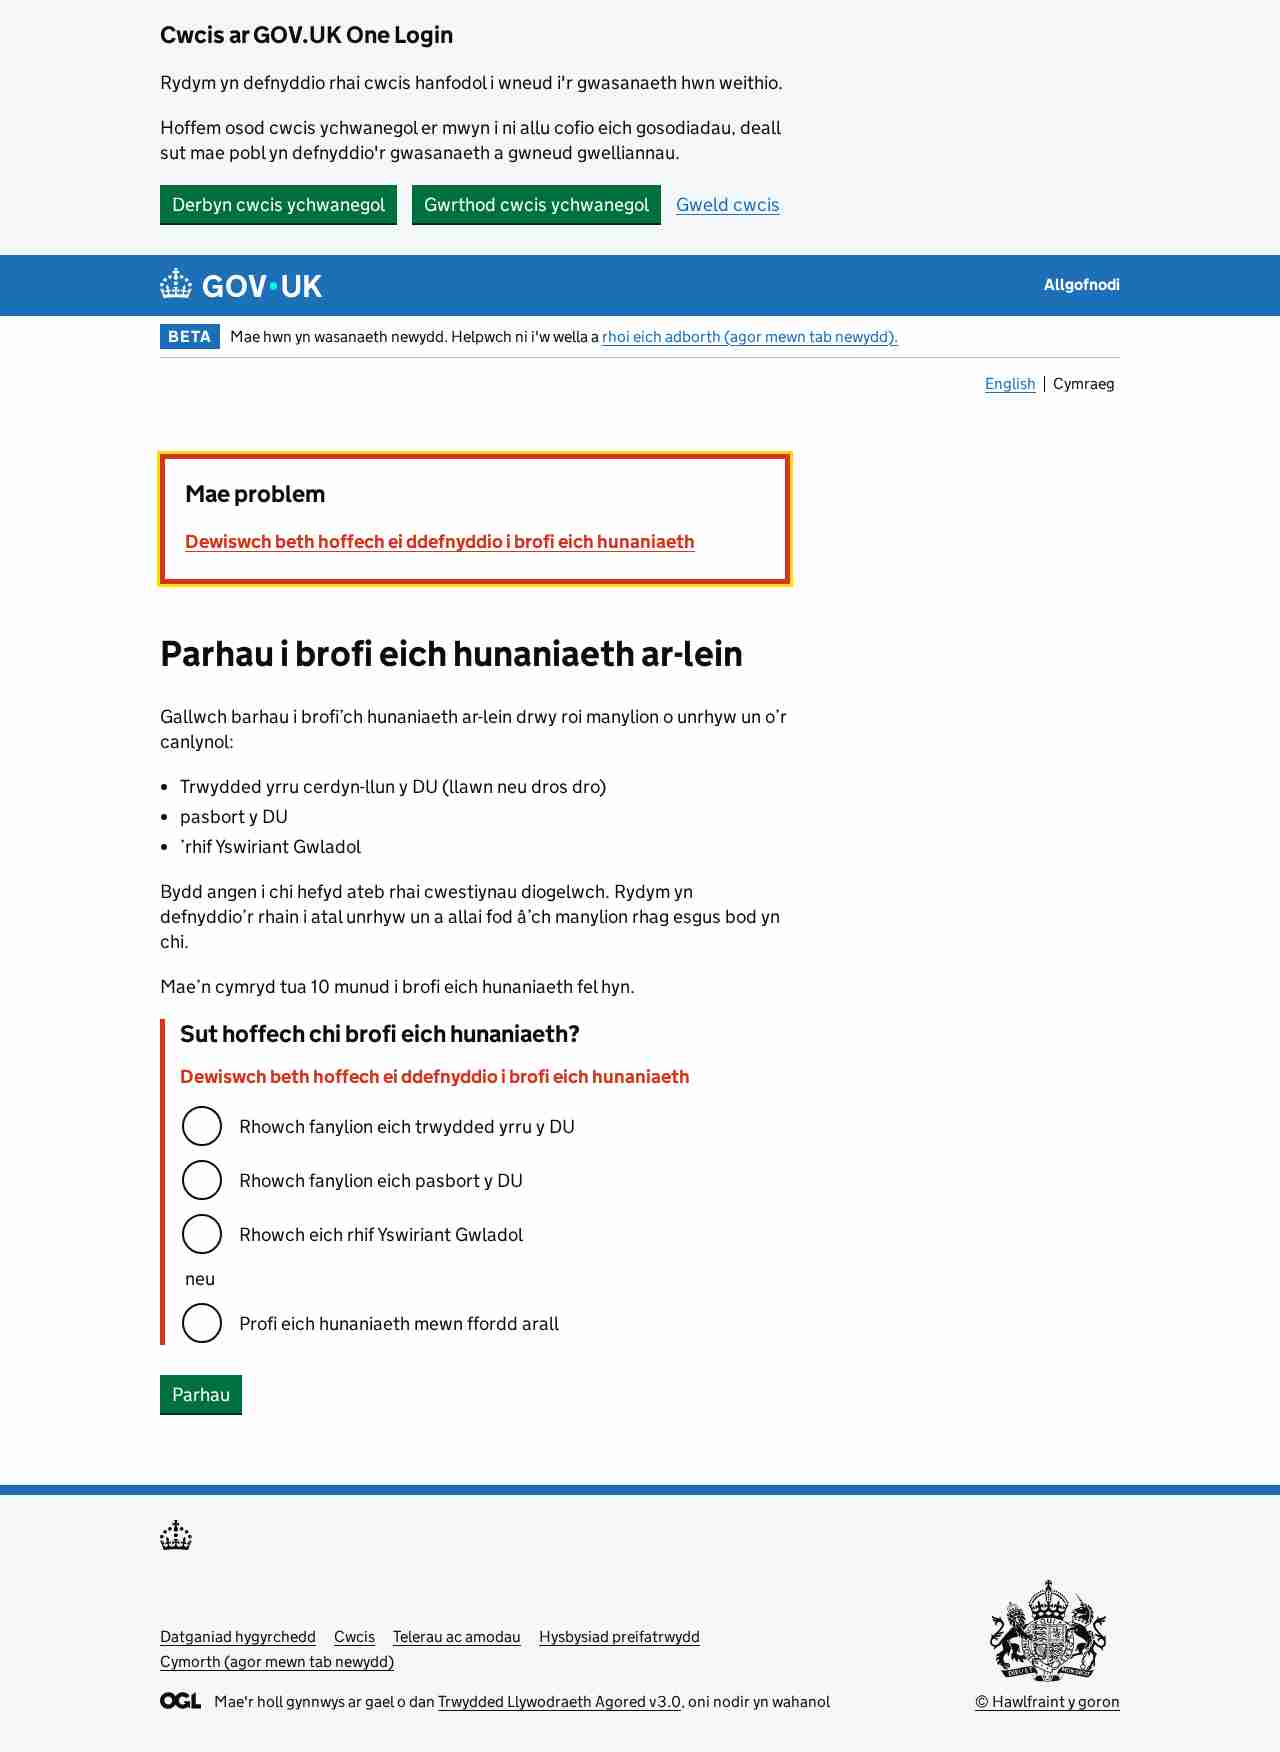 Cwcis ar GOV.UK One Login
Rydym yn defnyddio rhai cwcis hanfodol i wneud i'r gwasanaeth hwn weithio.
Hoffem osod cwcis ychwanegol er mwyn i ni allu cofio eich gosodiadau, deall
sut mae pobl yn defnyddio'r gwasanaeth a gwneud gwelliannau.
Derbyn cwcis ychwanegol Gwrthod cwcis ychwanegol Gweld cwcis
GOV·UK Allgofnodi
BETA Mae hwn yn wasanaeth newydd. Helpwch ni i'w wella a rhoi eich adborth (agor mewn tab newydd).
English Cymraeg
Mae problem
Dewiswch beth hoffech ei ddefnyddio i brofi eich hunaniaeth
Parhau i brofi eich hunaniaeth ar-lein
Gallwch barhau i brofi’ch hunaniaeth ar-lein drwy roi manylion o unrhyw un o’r
canlynol:
• Trwydded yrru cerdyn-llun y DU (llawn neu dros dro)
• pasbort y DU
• ’rhif Yswiriant Gwladol
Bydd angen i chi hefyd ateb rhai cwestiynau diogelwch. Rydym yn
defnyddio’r rhain i atal unrhyw un a allai fod â’ch manylion rhag esgus bod yn
chi.
Mae’n cymryd tua 10 munud i brofi eich hunaniaeth fel hyn.
Sut hoffech chi brofi eich hunaniaeth?
Dewiswch beth hoffech ei ddefnyddio i brofi eich hunaniaeth
Rhowch fanylion eich trwydded yrru y DU
Rhowch fanylion eich pasbort y DU
Rhowch eich rhif Yswiriant Gwladol
neu
Profi eich hunaniaeth mewn ffordd arall
Parhau
Datganiad hygyrchedd Cwcis Telerau ac amodau Hysbysiad preifatrwydd
Cymorth (agor mewn tab newydd)
OGL Mae'r holl gynnwys ar gael o dan Trwydded Llywodraeth Agored v3.0, oni nodir yn wahanol
© Hawlfraint y goron